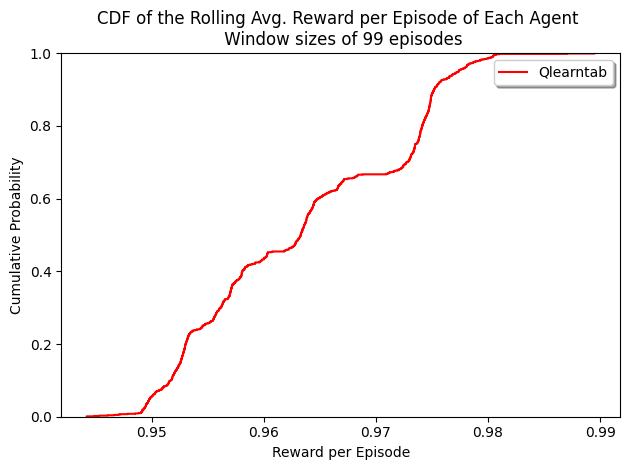 CDF of the Rolling Avg. Reward per Episode of Each Agent
Window sizes of 99 episodes
Qlearntab
1.0
0.8
0.6
0.4
0.2
0.0
Cumulative Probability
0.95
0.96
0.97
0.98
0.99
Reward per Episode